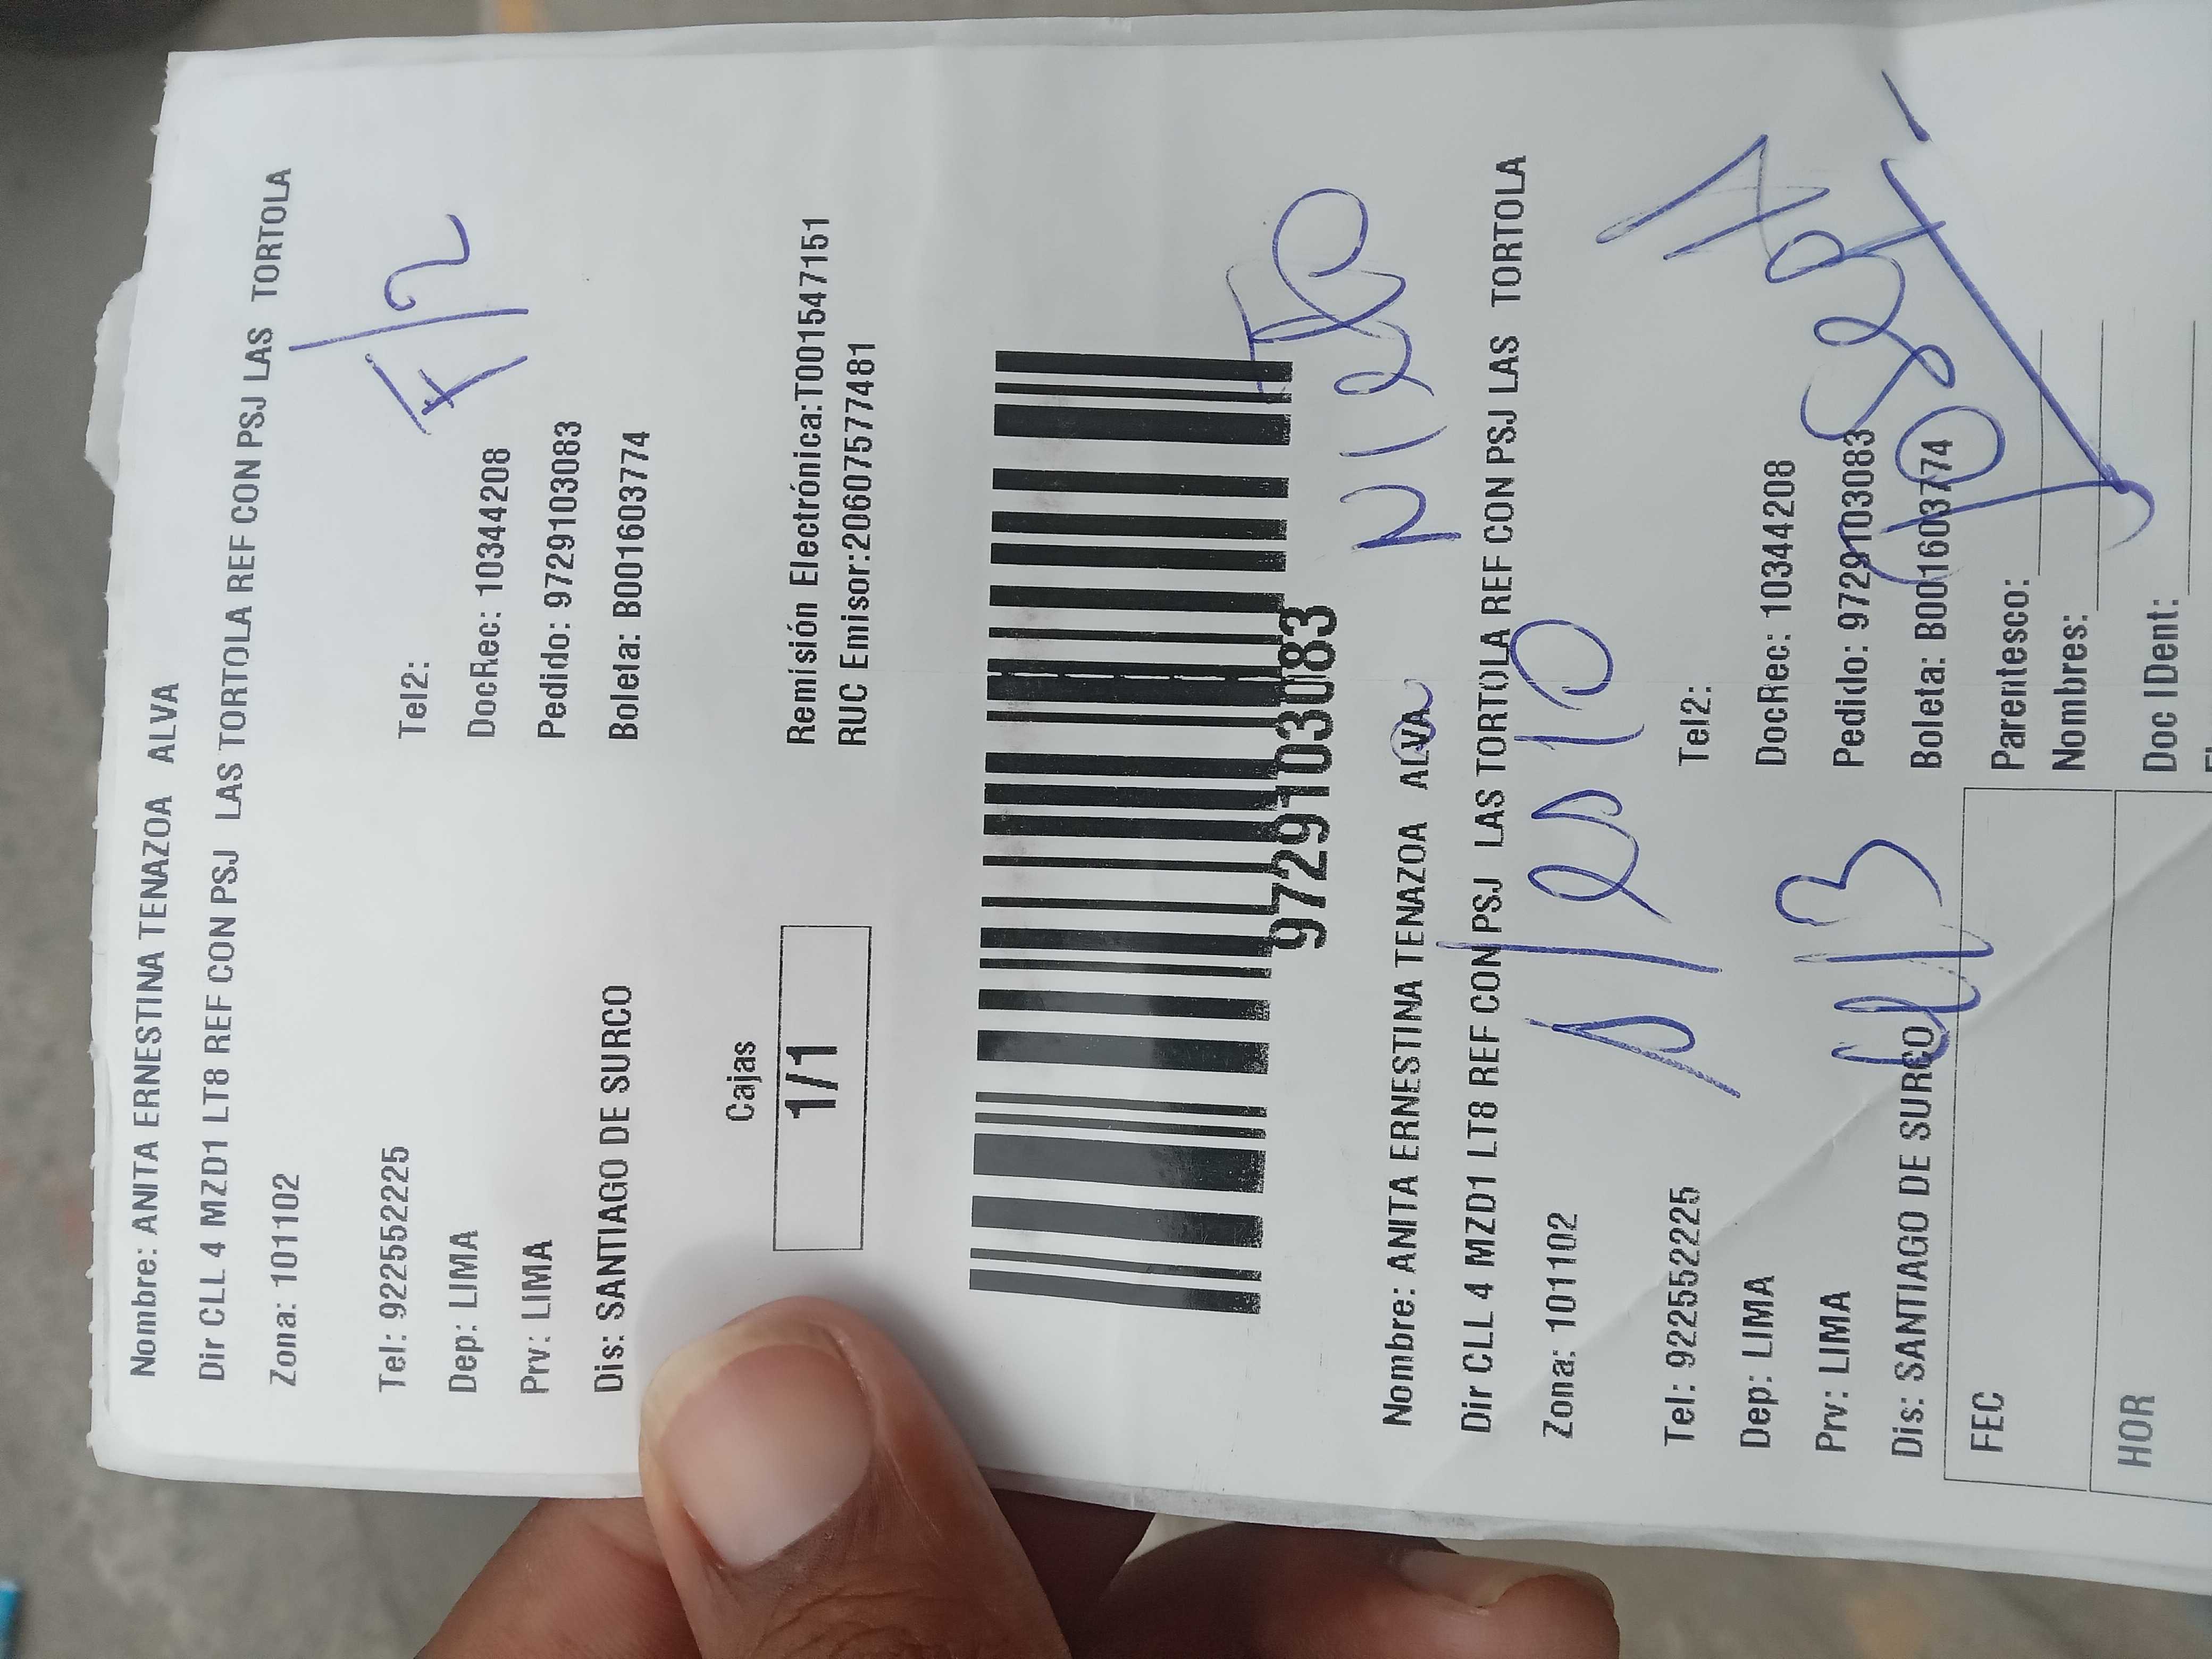 Nombre: ANITA ERNESTINA TENAZOA ALVA
Dir CLL 4 MZD1 LT8 REF CON PSJ LAS TORTOLA REF CON PSJ LAS TORTOLA
Zona: 101102
Tel: 922552225
Tel2:
Dep: LIMA
DocRec: 10344208
Prv: LIMA
Pedido: 9729103083
Dis: SANTIAGO DE SURCO
Boleta: B001603774
Cajas
1/1
Remisión Electrónica:T001547151
RUC Emisor:20607577481
9729103083
Nombre: ANITA ERNESTINA TENAZOA ALVA
NIETO
Dir CLL 4 MZD1 LT8 REF CON PSJ LAS TORTOLA REF CON PSJ LAS TORTOLA
Zona: 101102
Tel: 922552225
Tel2:
Dep: LIMA
DocRec: 10344208
Prv: LIMA
Pedido: 9729103083
Dis: SANTIAGO DE SURCO
Boleta: B001603774
FEC
Parentesco:
Nombres:
HOR
Doc IDent: